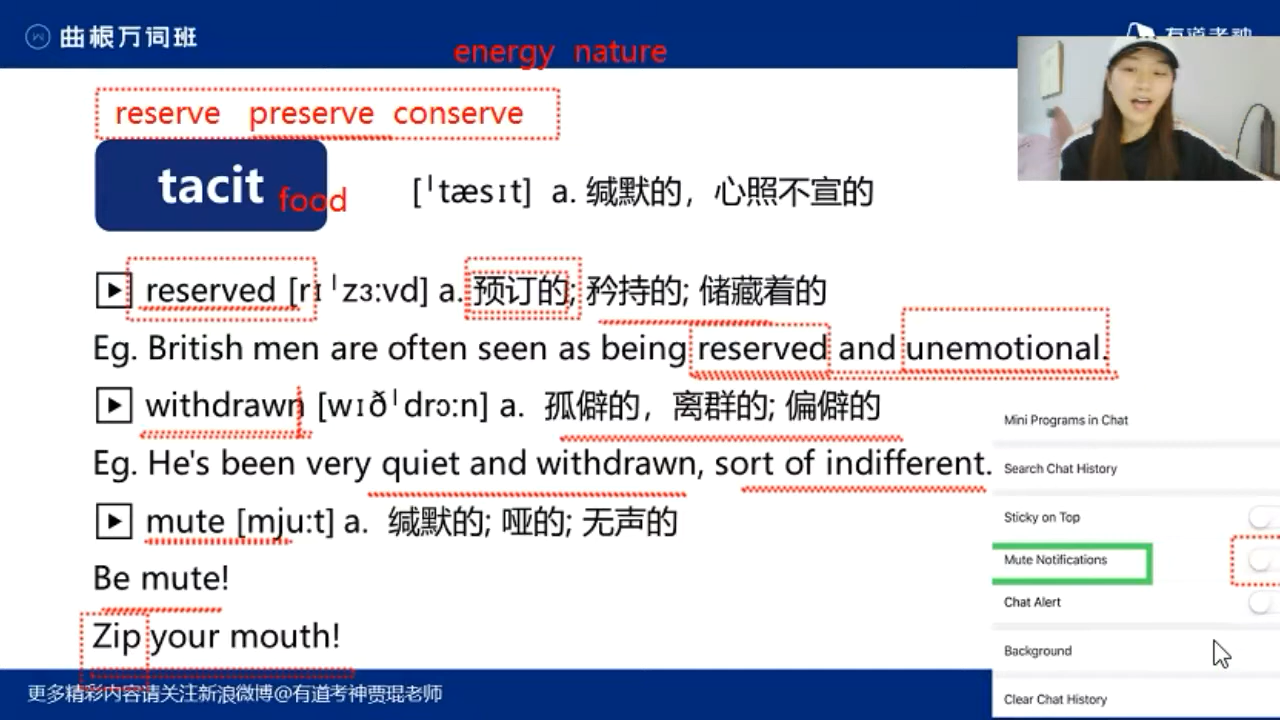 曲根万词班
有道考神
energy nature
reserve preserve conserve
tacit
food
[ˈtæsɪt] a. 缄默的，心照不宣的
reserved [rɪˈzɜ:vd] a. 预订的; 矜持的; 储藏着的
Eg. British men are often seen as being reserved and unemotional.
withdrawn [wɪðˈdrɔ:n] a. 孤僻的，离群的; 偏僻的
Eg. He's been very quiet and withdrawn, sort of indifferent.
mute [mju:t] a. 缄默的; 哑的; 无声的
Be mute!
Zip your mouth!
Mini Programs in Chat
Search Chat History
Sticky on Top
Mute Notifications
Chat Alert
Background
Clear Chat History
更多精彩内容请关注新浪微博@有道考神贾琨老师